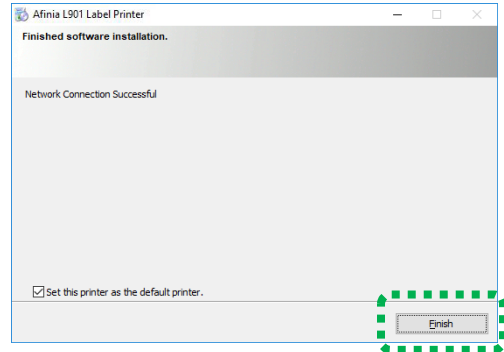 Afinia L901 Label Printer
Finished software installation.
Network Connection Successful
Set this printer as the default printer.
Finish